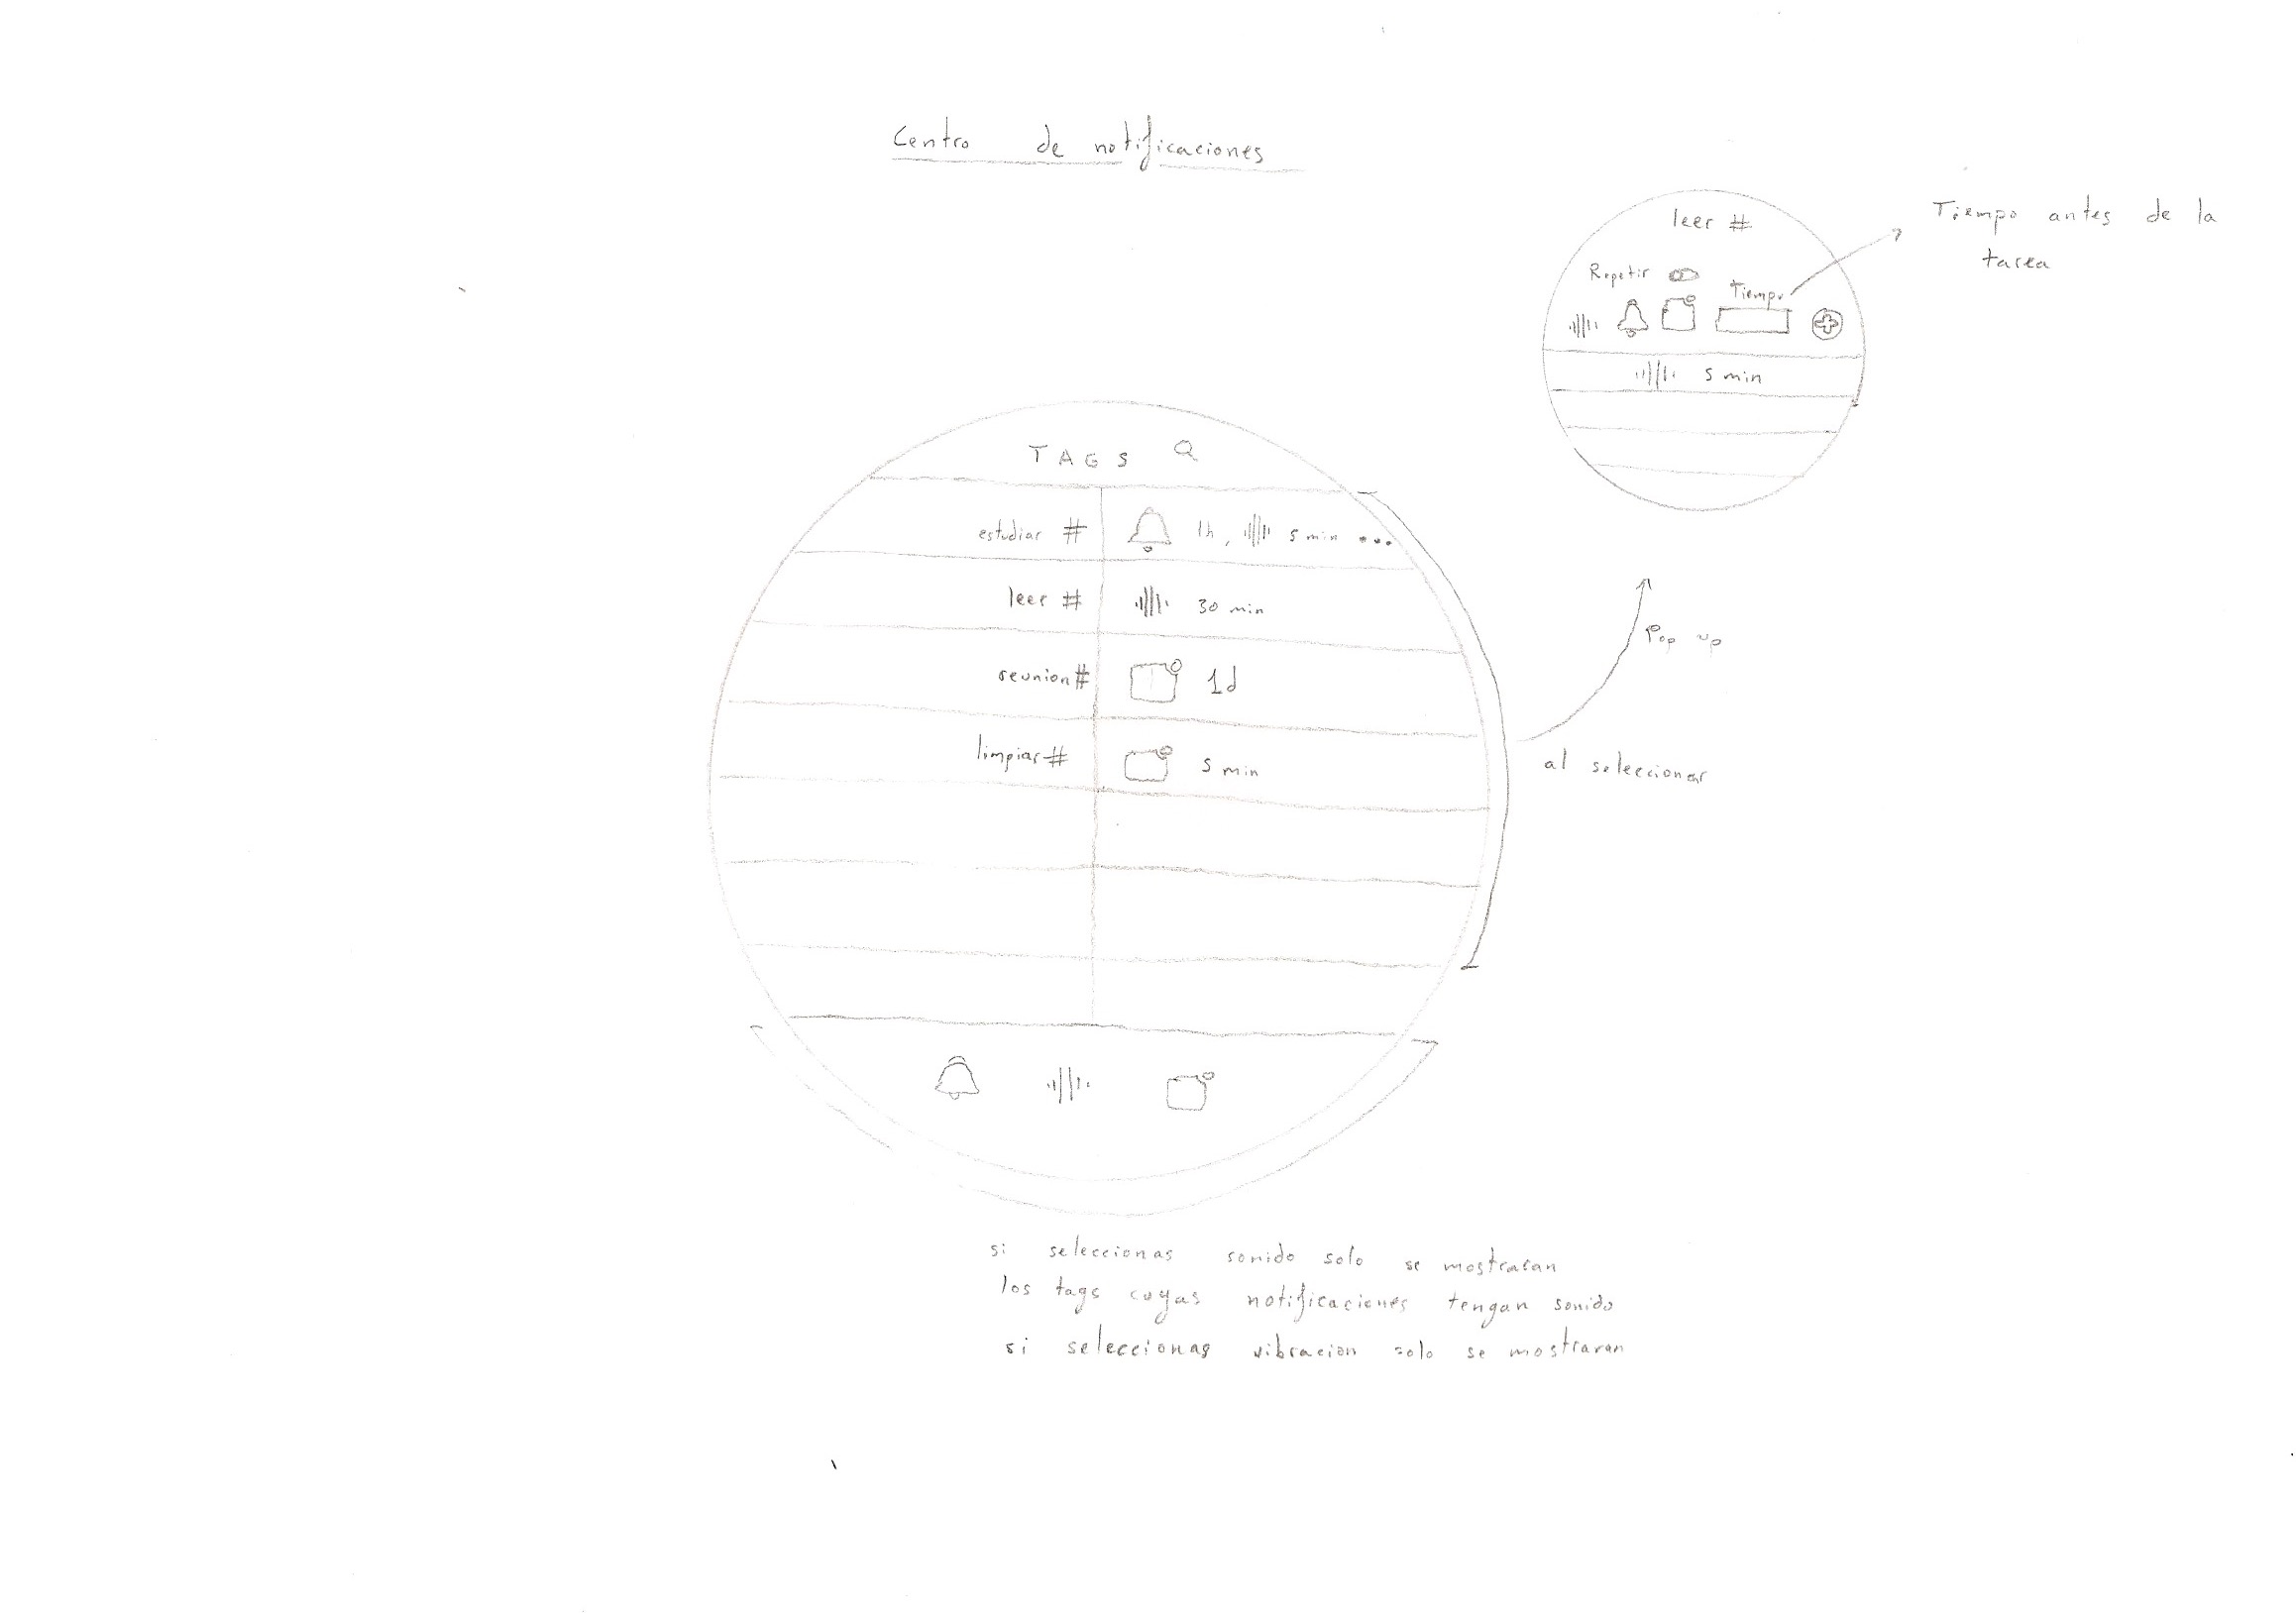 Centro de notificaciones
leer #
Tiempo antes de la
tarea
Repetir
Tiempo
5 min
TAGS
estudiar # 1h, 5 min ...
leer # 30 min
reunion # 1d
limpiar # 5 min
Pop up
al seleccionar
si seleccionas sonido solo se mostraran
los tags cuyas notificaciones tengan sonido
si seleccionas vibracion solo se mostraran